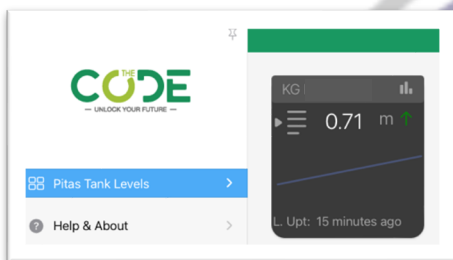 THE
CODE
— UNLOCK YOUR FUTURE —
Pitas Tank Levels
Help & About
KG
0.71 m
L. Upt: 15 minutes ago